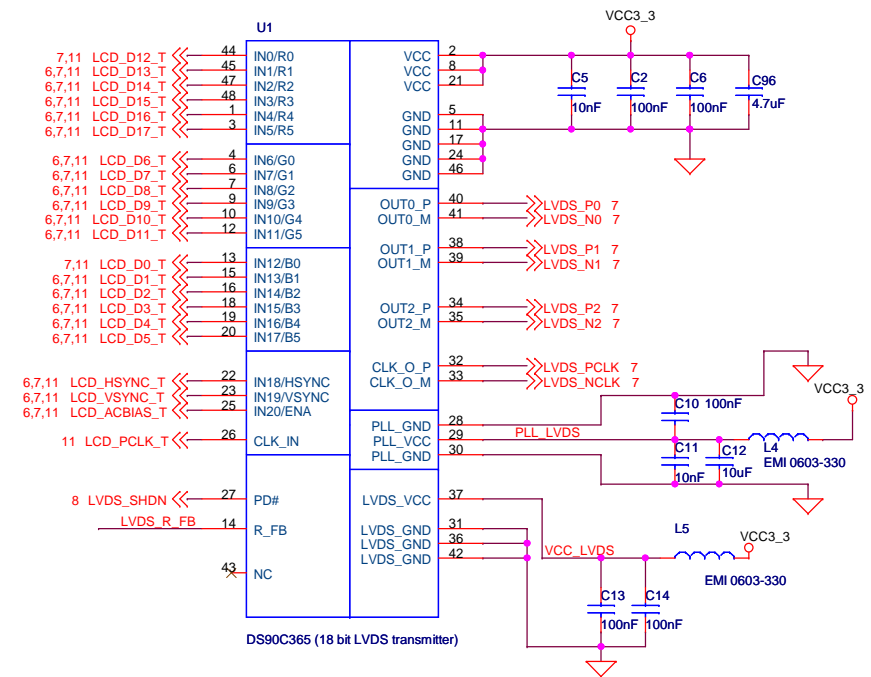 U1
VCC3_3
7,11 LCD_D12_T 44 IN0/R0 VCC 2
6,7,11 LCD_D13_T 45 IN1/R1 VCC 8
6,7,11 LCD_D14_T 47 IN2/R2 VCC 21
6,7,11 LCD_D15_T 48 IN3/R3
6,7,11 LCD_D16_T 1 IN4/R4 GND 5
6,7,11 LCD_D17_T 3 IN5/R5 GND 11
GND 17
GND 24
GND 46
C5 C2 C6 C96
10nF 100nF 100nF 4.7uF
6,7,11 LCD_D6_T 4 IN6/G0
6,7,11 LCD_D7_T 6 IN7/G1
6,7,11 LCD_D8_T 7 IN8/G2
6,7,11 LCD_D9_T 9 IN9/G3 OUT0_P 40 LVDS_P0 7
6,7,11 LCD_D10_T 10 IN10/G4 OUT0_M 41 LVDS_N0 7
6,7,11 LCD_D11_T 12 IN11/G5
OUT1_P 38 LVDS_P1 7
7,11 LCD_D0_T 13 IN12/B0 OUT1_M 39 LVDS_N1 7
6,7,11 LCD_D1_T 15 IN13/B1
6,7,11 LCD_D2_T 16 IN14/B2
6,7,11 LCD_D3_T 18 IN15/B3 OUT2_P 34 LVDS_P2 7
6,7,11 LCD_D4_T 19 IN16/B4 OUT2_M 35 LVDS_N2 7
6,7,11 LCD_D5_T 20 IN17/B5
CLK_O_P 32 LVDS_PCLK 7
6,7,11 LCD_HSYNC_T 22 IN18/HSYNC CLK_O_M 33 LVDS_NCLK 7
6,7,11 LCD_VSYNC_T 23 IN19/VSYNC
6,7,11 LCD_ACBIAS_T 25 IN20/ENA
VCC3_3
C10 100nF
PLL_GND 28
11 LCD_PCLK_T 26 CLK_IN PLL_VCC 29 PLL_LVDS
PLL_GND 30
C11 C12 L4
10nF 10uF EMI 0603-330
8 LVDS_SHDN 27 PD# LVDS_VCC 37
LVDS_R_FB 14 R_FB LVDS_GND 31
LVDS_GND 36
LVDS_GND 42
43 NC
L5
VCC3_3
VCC_LVDS
EMI 0603-330
C13 C14
100nF 100nF
DS90C365 (18 bit LVDS transmitter)